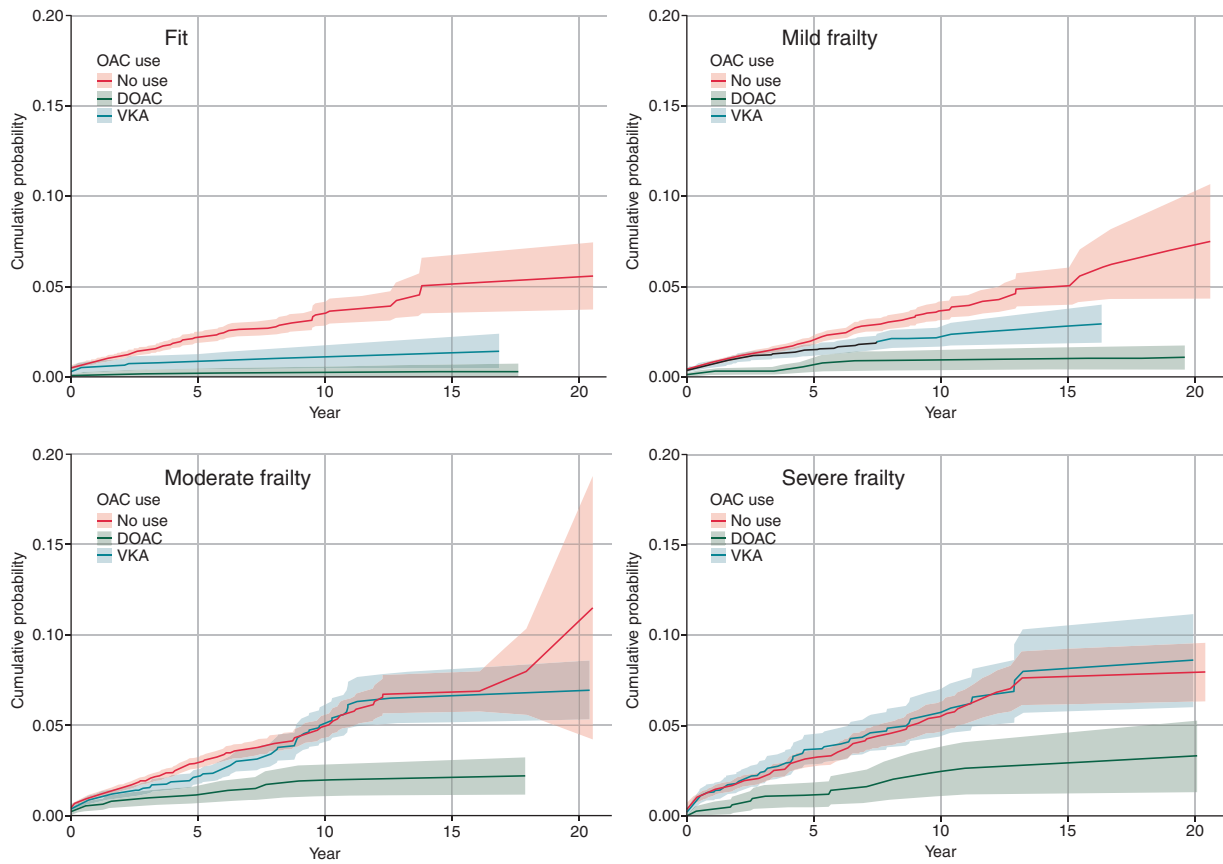 Fit
OAC use
No use
DOAC
VKA
Cumulative probability
0.20
0.15
0.10
0.05
0.00
0 5 10 15 20
Year
Mild frailty
OAC use
No use
DOAC
VKA
Cumulative probability
0.20
0.15
0.10
0.05
0.00
0 5 10 15 20
Year
Moderate frailty
OAC use
No use
DOAC
VKA
Cumulative probability
0.20
0.15
0.10
0.05
0.00
0 5 10 15 20
Year
Severe frailty
OAC use
No use
DOAC
VKA
Cumulative probability
0.20
0.15
0.10
0.05
0.00
0 5 10 15 20
Year